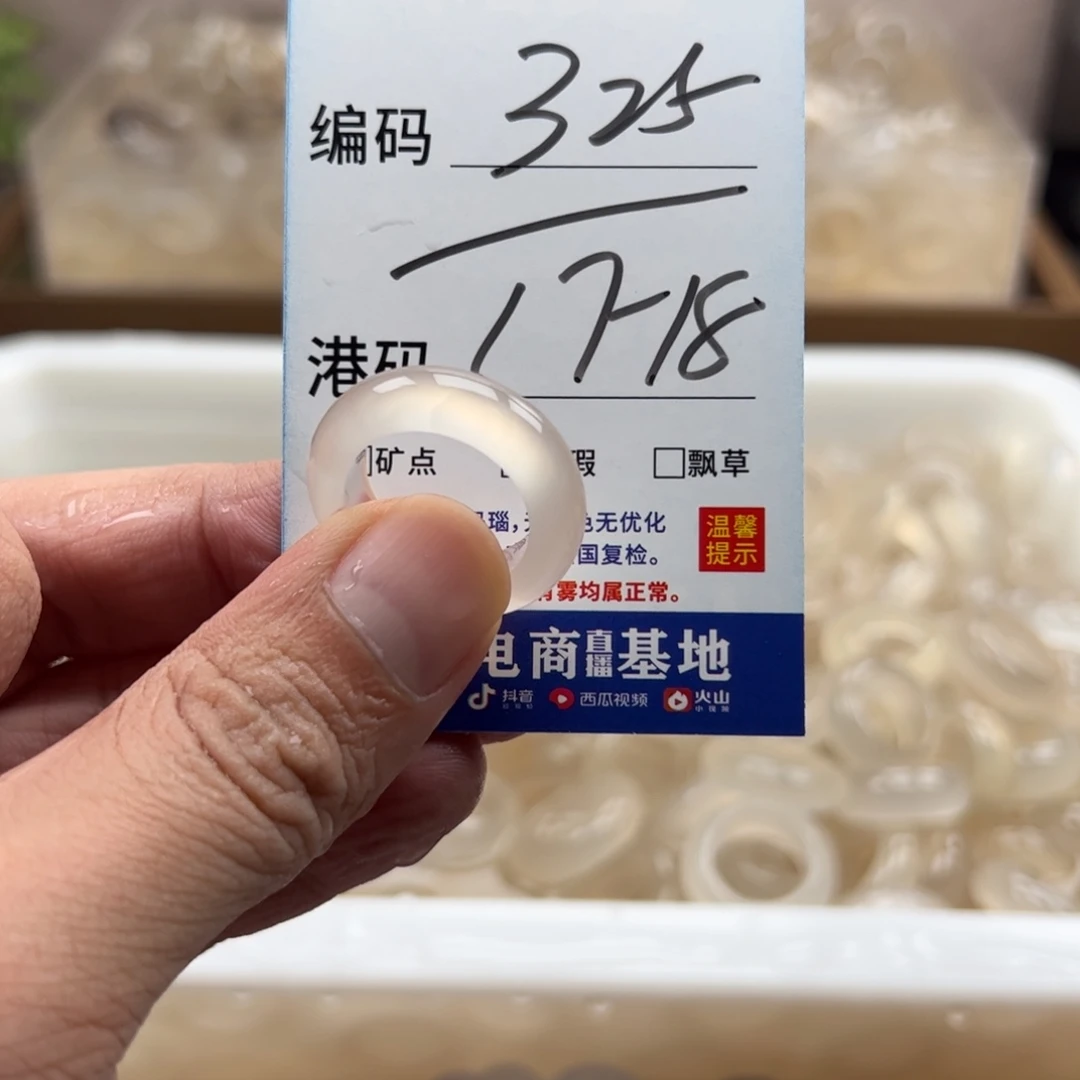 编码 325
港码 17-18
矿点 □飘草
无优化 温馨
国复检。 提示
雾均属正常。
电商直播基地
抖音 西瓜视频 火山